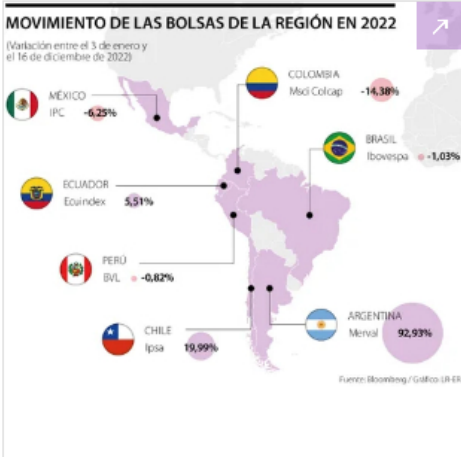 MOVIMIENTO DE LAS BOLSAS DE LA REGIÓN EN 2022
(Variación entre el 3 de enero y
el 16 de diciembre de 2022)
COLOMBIA
Msci Colcap -14,38%
MÉXICO
IPC -6,25%
BRASIL
Ibovespa -1,03%
ECUADOR
Ecuindex 5,51%
PERÚ
BVL -0,82%
ARGENTINA
Merval 92,93%
CHILE
Ipsa 19,99%
Fuente: Bloomberg / Gráfico: LR-ER